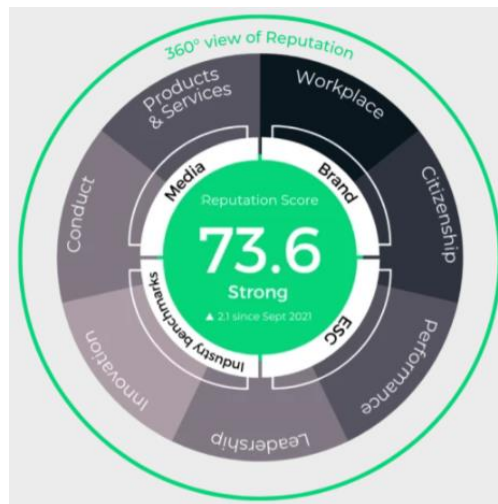 360° view of Reputation
Workplace
Citizenship
Performance
Leadership
Innovation
Conduct
Products
& Services
Media
Brand
ESG
Industry benchmarks
Reputation Score
73.6
Strong
▲ 2.1 since Sept 2021